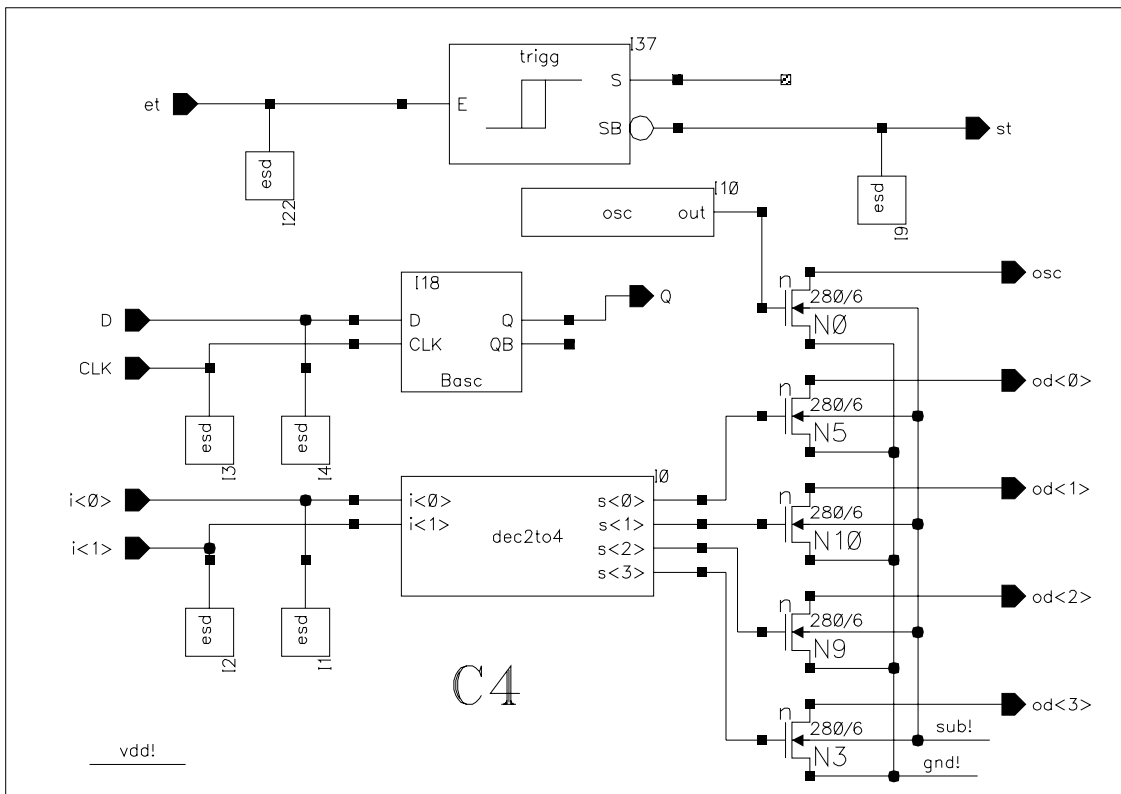 I37
trigg
S
et
E
SB
st
esd
I22
esd
I9
I10
osc out
I18
D
D Q
Q
CLK
CLK QB
Basc
esd
I3
esd
I4
n
280/6
N0
osc
n
280/6
N5
od<0>
I0
i<0>
i<0> s<0>
i<1>
i<1> s<1>
dec2to4
s<2>
s<3>
n
280/6
N10
od<1>
esd
I2
esd
I1
n
280/6
N9
od<2>
C4
n
280/6
N3
od<3>
sub!
gnd!
vdd!